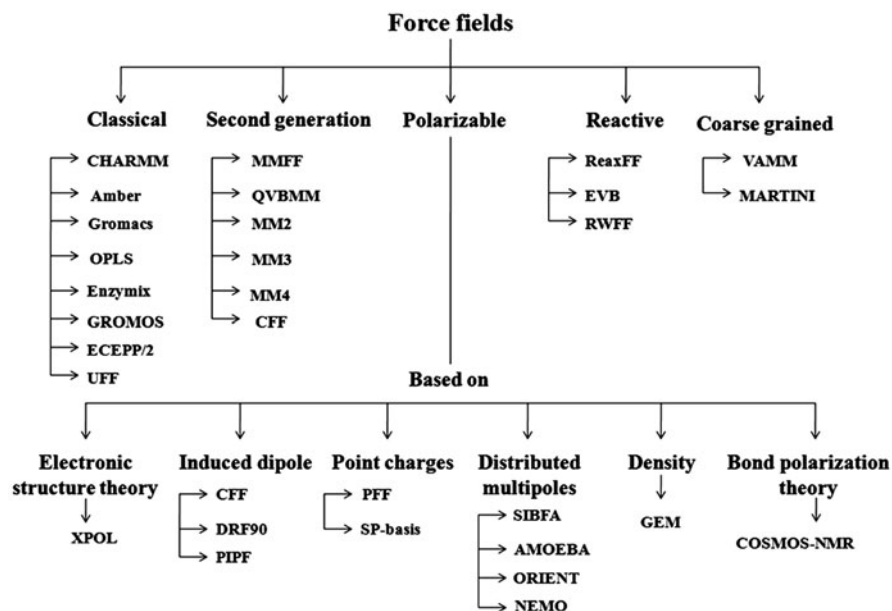 Force fields
Classical
Second generation
Polarizable
Reactive
Coarse grained
CHARMM
Amber
Gromacs
OPLS
Enzymix
GROMOS
ECEPP/2
UFF
MMFF
QVBMM
MM2
MM3
MM4
CFF
ReaxFF
EVB
RWFF
VAMM
MARTINI
Based on
Electronic
structure theory
XPOL
Induced dipole
CFF
DRF90
PIPF
Point charges
PFF
SP-basis
Distributed
multipoles
SIBFA
AMOEBA
ORIENT
NEMO
Density
GEM
Bond polarization
theory
COSMOS-NMR